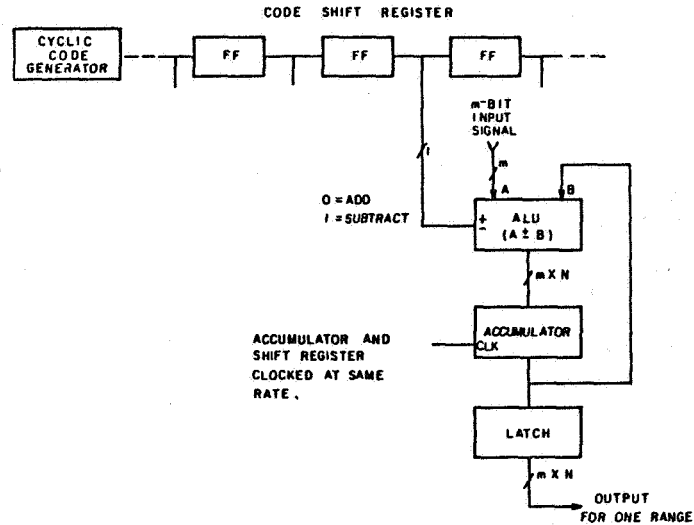 CODE SHIFT REGISTER
CYCLIC
CODE
GENERATOR
FF
FF
FF
m-BIT
INPUT
SIGNAL
1
m
A
B
0 = ADD
1 = SUBTRACT
+
-
ALU
(A ± B)
m X N
ACCUMULATOR
CLK
ACCUMULATOR AND
SHIFT REGISTER
CLOCKED AT SAME
RATE.
LATCH
m X N
OUTPUT
FOR ONE RANGE